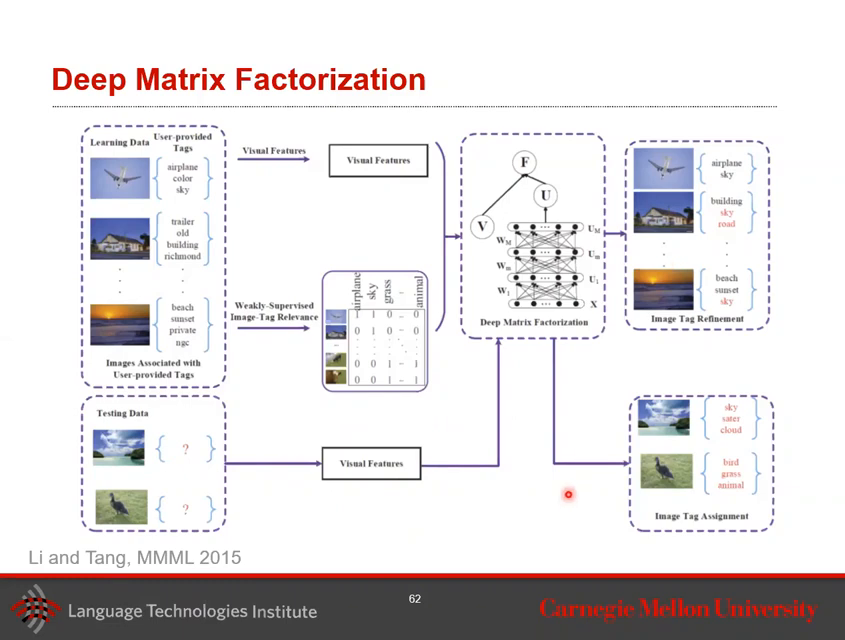 Deep Matrix Factorization
Learning Data
User-provided
Tags
airplane
color
sky
trailer
old
building
richmond
beach
sunset
private
ngc
Images Associated with
User-provided Tags
Visual Features
Visual Features
Weakly-Supervised
Image-Tag Relevance
airplane
sky
grass
animal
1 1 0 – 0
0 1 0 – 0
0 0 1 – 1
0 0 1 – 1
F
U
V
U_M
W_M
U_m
W_m
U_1
W_1
X
Deep Matrix Factorization
airplane
sky
building
sky
road
beach
sunset
sky
Image Tag Refinement
Testing Data
?
?
Visual Features
sky
sater
cloud
bird
grass
animal
Image Tag Assignment
Li and Tang, MMML 2015
Language Technologies Institute
62
Carnegie Mellon University